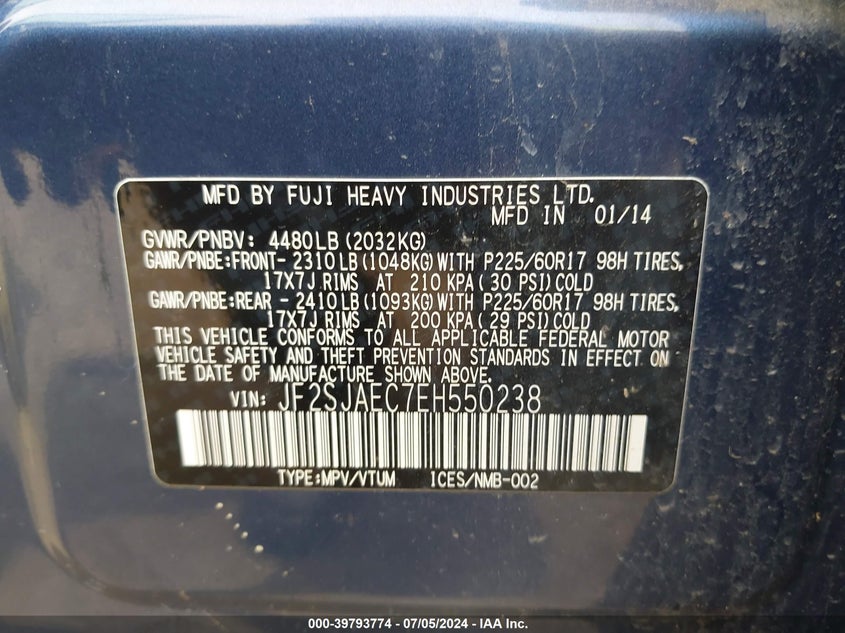 MFD BY FUJI HEAVY INDUSTRIES LTD.
MFD IN 01/14
GVWR/PNBV: 4480LB(2032KG)
GAWR/PNBE:FRONT- 2310LB(1048KG)WITH P225/60R17 98H TIRES,
17X7J RIMS AT 210 KPA( 30 PSI)COLD
GAWR/PNBE:REAR - 2410LB(1093KG)WITH P225/60R17 98H TIRES,
17X7J RIMS AT 200 KPA( 29 PSI)COLD
THIS VEHICLE CONFORMS TO ALL APPLICABLE FEDERAL MOTOR
VEHICLE SAFETY AND THEFT PREVENTION STANDARDS IN EFFECT ON
THE DATE OF MANUFACTURE SHOWN ABOVE.
VIN: JF2SJAEC7EH550238
TYPE:MPV/VTUM ICES/NMB-002
000-39793774 / 07/05/2024 - IAA Inc.